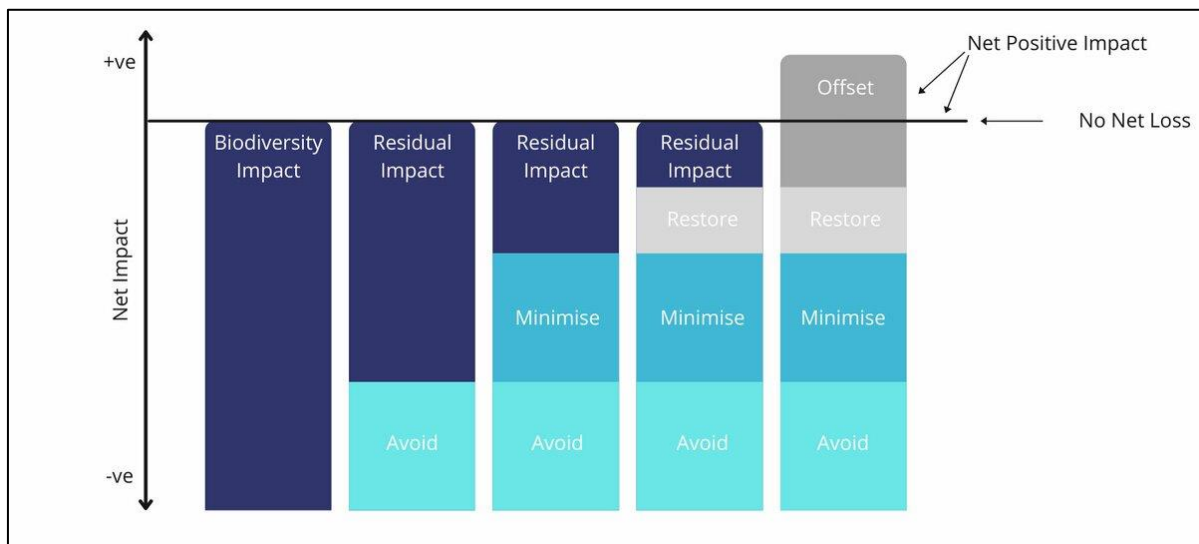 +ve
Net Impact
-ve
Biodiversity
Impact
Residual
Impact
Avoid
Residual
Impact
Minimise
Avoid
Residual
Impact
Restore
Minimise
Avoid
Offset
Restore
Minimise
Avoid
Net Positive Impact
No Net Loss